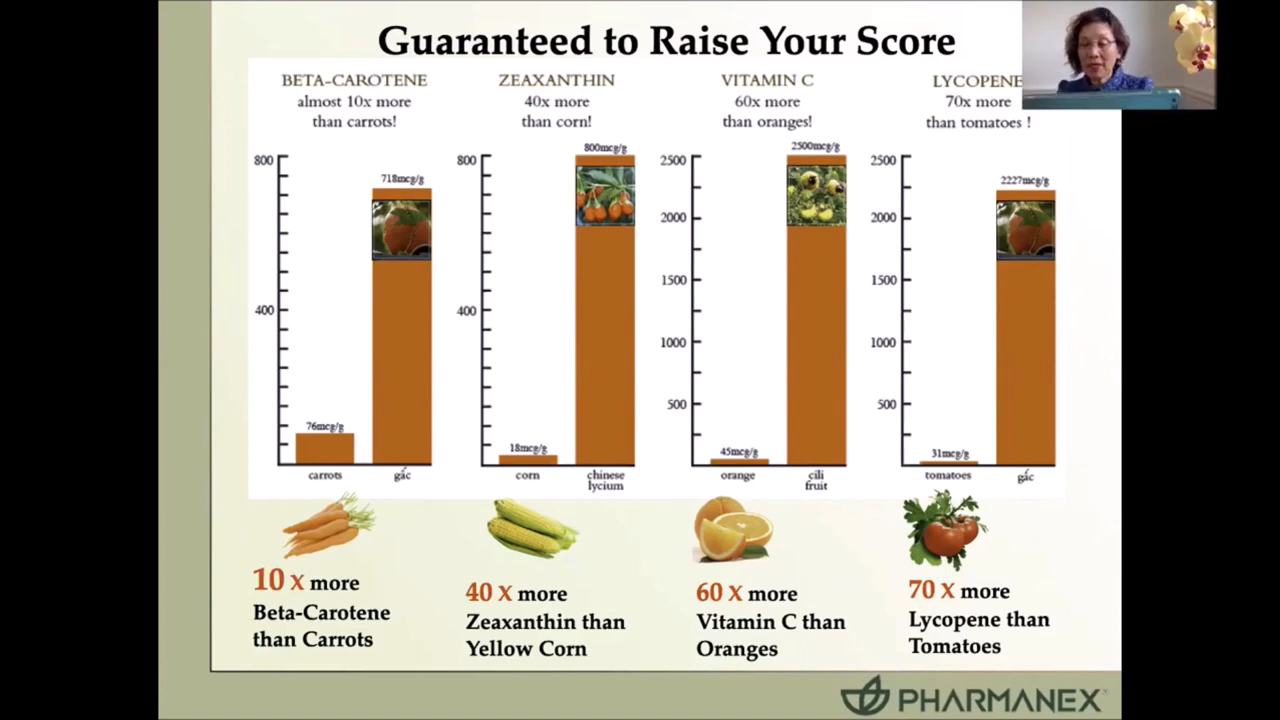 Guaranteed to Raise Your Score
BETA-CAROTENE
almost 10x more
than carrots!
800
400
718mcg/g
76mcg/g
carrots
gấc
ZEAXANTHIN
40x more
than corn!
800
400
800mcg/g
18mcg/g
corn
chinese
lycium
VITAMIN C
60x more
than oranges!
2500
2000
1500
1000
500
2500mcg/g
45mcg/g
orange
cili
fruit
LYCOPENE
70x more
than tomatoes !
2500
2000
1500
1000
500
2227mcg/g
31mcg/g
tomatoes
gấc
10 x more
Beta-Carotene
than Carrots
40 x more
Zeaxanthin than
Yellow Corn
60 x more
Vitamin C than
Oranges
70 x more
Lycopene than
Tomatoes
PHARMANEX